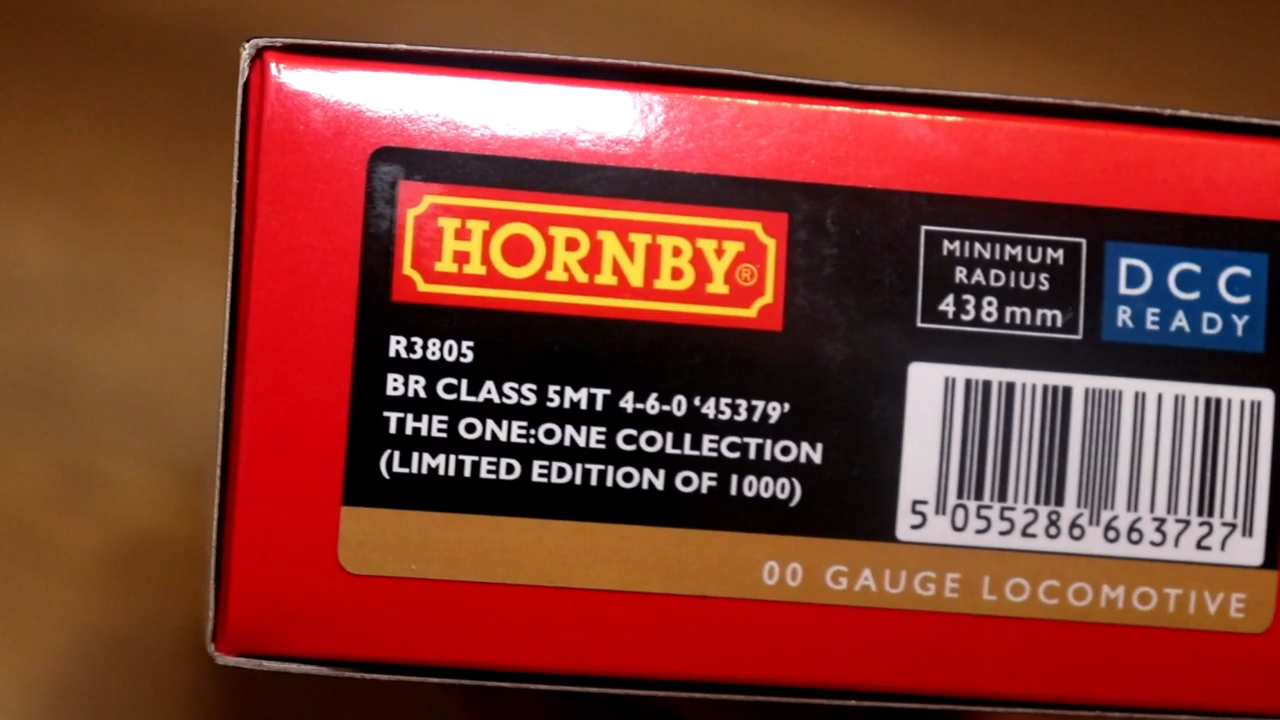 HORNBY®
MINIMUM
RADIUS
438mm
DCC
READY
R3805
BR CLASS 5MT 4-6-0 ‘45379’
THE ONE:ONE COLLECTION
(LIMITED EDITION OF 1000)
5 055286 663727
00 GAUGE LOCOMOTIVE